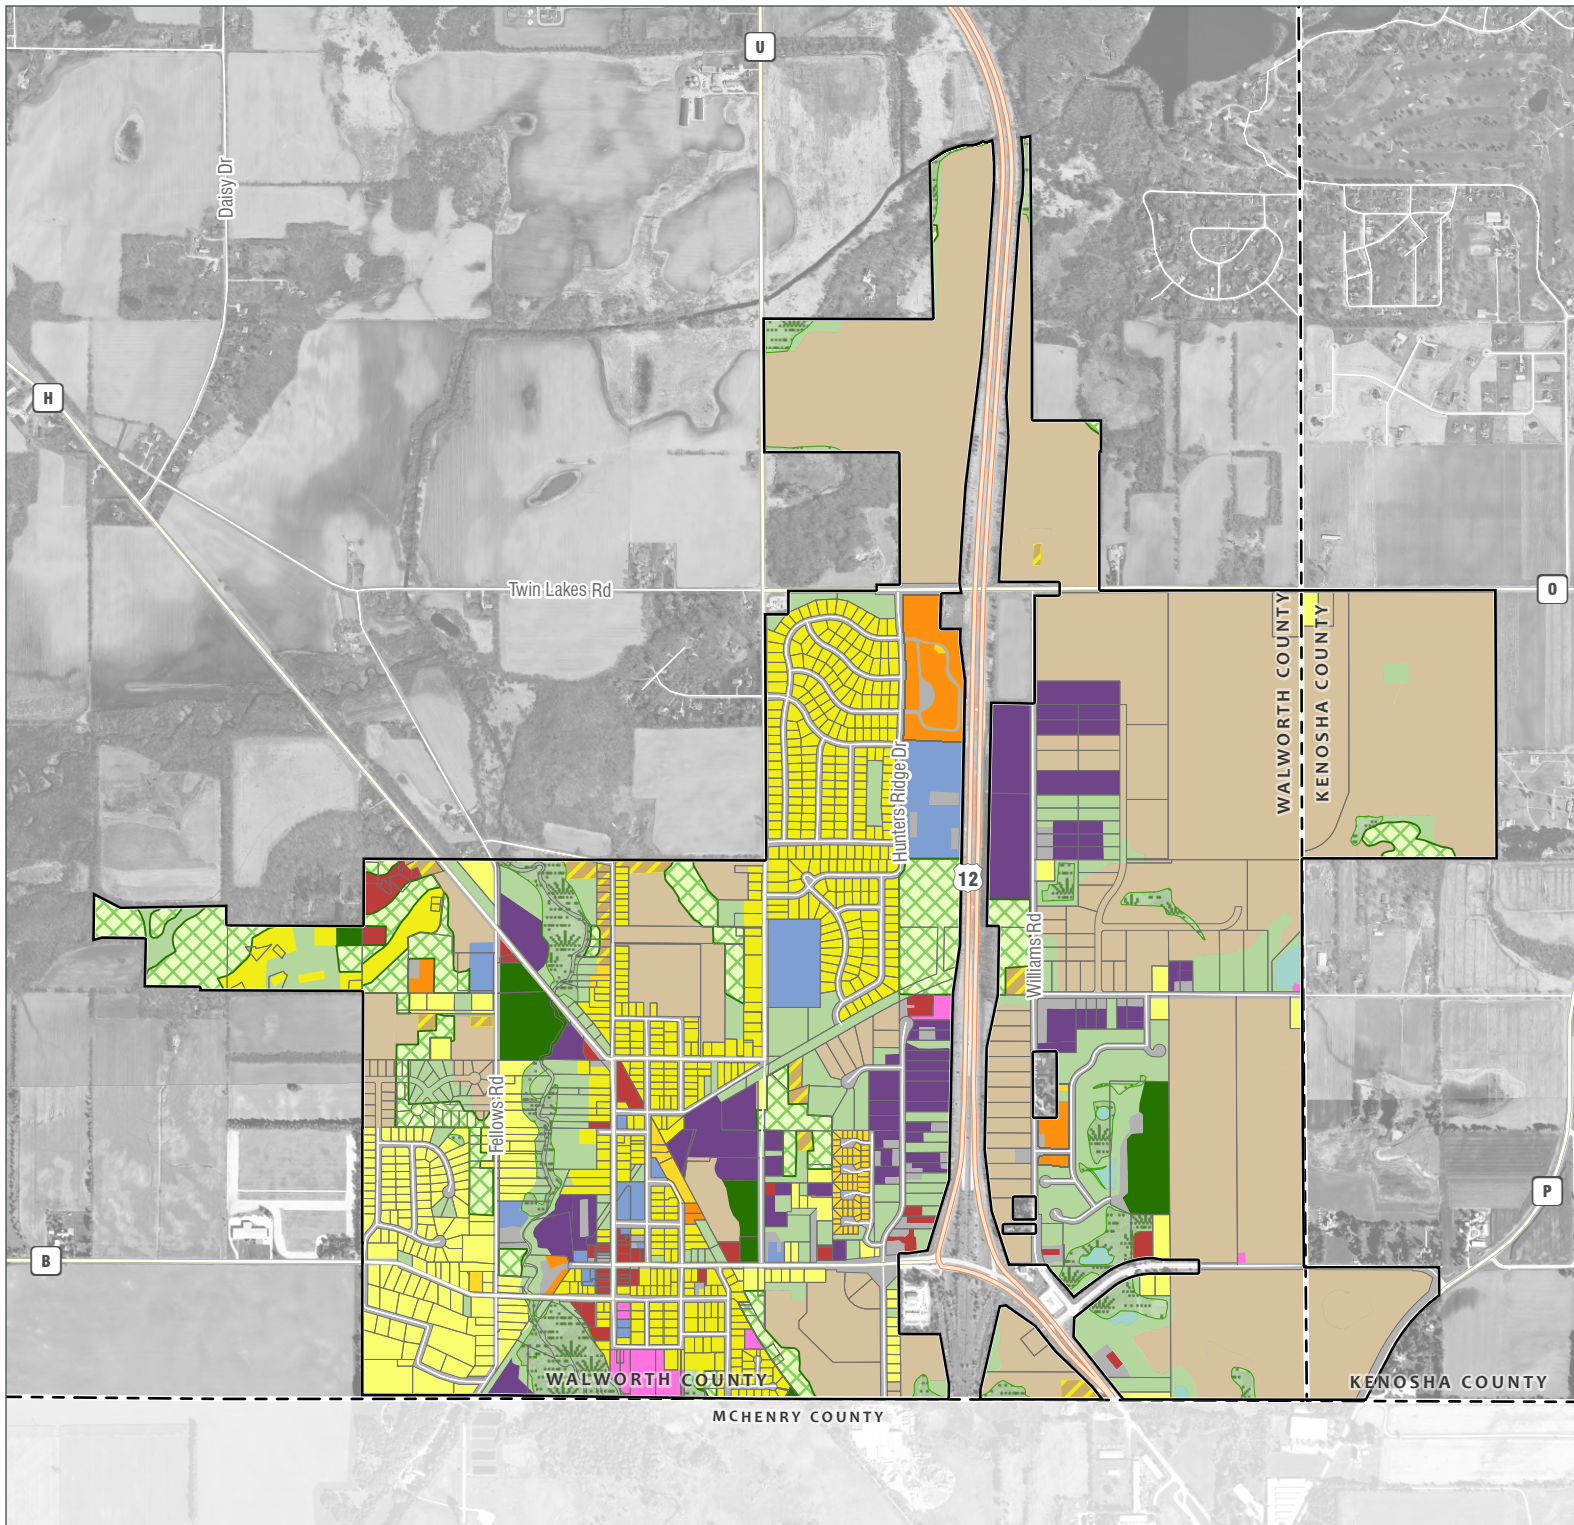 U
Daisy Dr
H
Twin Lakes Rd
O
WALWORTH COUNTY
KENOSHA COUNTY
Hunters Ridge Dr
12
Williams Rd
Fellows Rd
P
B
WALWORTH COUNTY
KENOSHA COUNTY
MCHENRY COUNTY